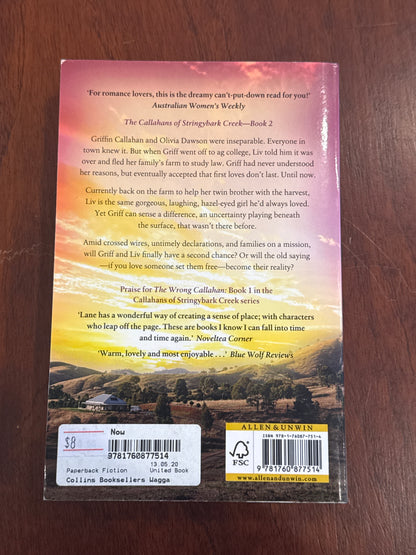 ‘For romance lovers, this is the dreamy can’t-put-down read for you!’
Australian Women’s Weekly
The Callahans of Stringybark Creek—Book 2
Griffin Callahan and Olivia Dawson were inseparable. Everyone in
town knew it. But when Griff went off to ag college, Liv told him it was
over and fled her family’s farm to study law. Griff had never understood
her reasons, but eventually accepted that first loves don’t last. Until now.
Currently back on the farm to help her twin brother with the harvest,
Liv is the same gorgeous, laughing, hazel-eyed girl he’d always loved.
Yet Griff can sense a difference, an uncertainty playing beneath
the surface, that wasn’t there before.
Amid crossed wires, untimely declarations, and families on a mission,
will Griff and Liv finally have a second chance? Or will the old saying
—if you love someone set them free—become their reality?
Praise for The Wrong Callahan: Book 1 in the
Callahans of Stringybark Creek series
‘Lane has a wonderful way of creating a sense of place; with characters
who leap off the page. These are books I know I can fall into time
and time again.’ Noveltea Corner
‘Warm, lovely and most enjoyable . . .’ Blue Wolf Reviews
ALLEN & UNWIN
ISBN 978-1-76087-751-4
9 781760 877514
www.allenandunwin.com
FSC
Now
$8
9781760877514
13.05.20
Paperback Fiction United Book
Collins Booksellers Wagga